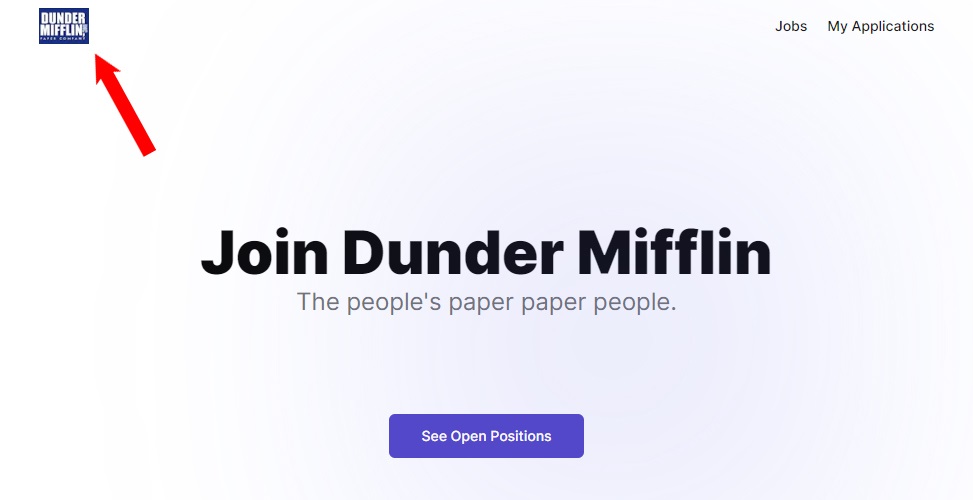 DUNDER
MIFFLIN,
PAPER COMPANY
Jobs My Applications
Join Dunder Mifflin
The people's paper paper people.
See Open Positions